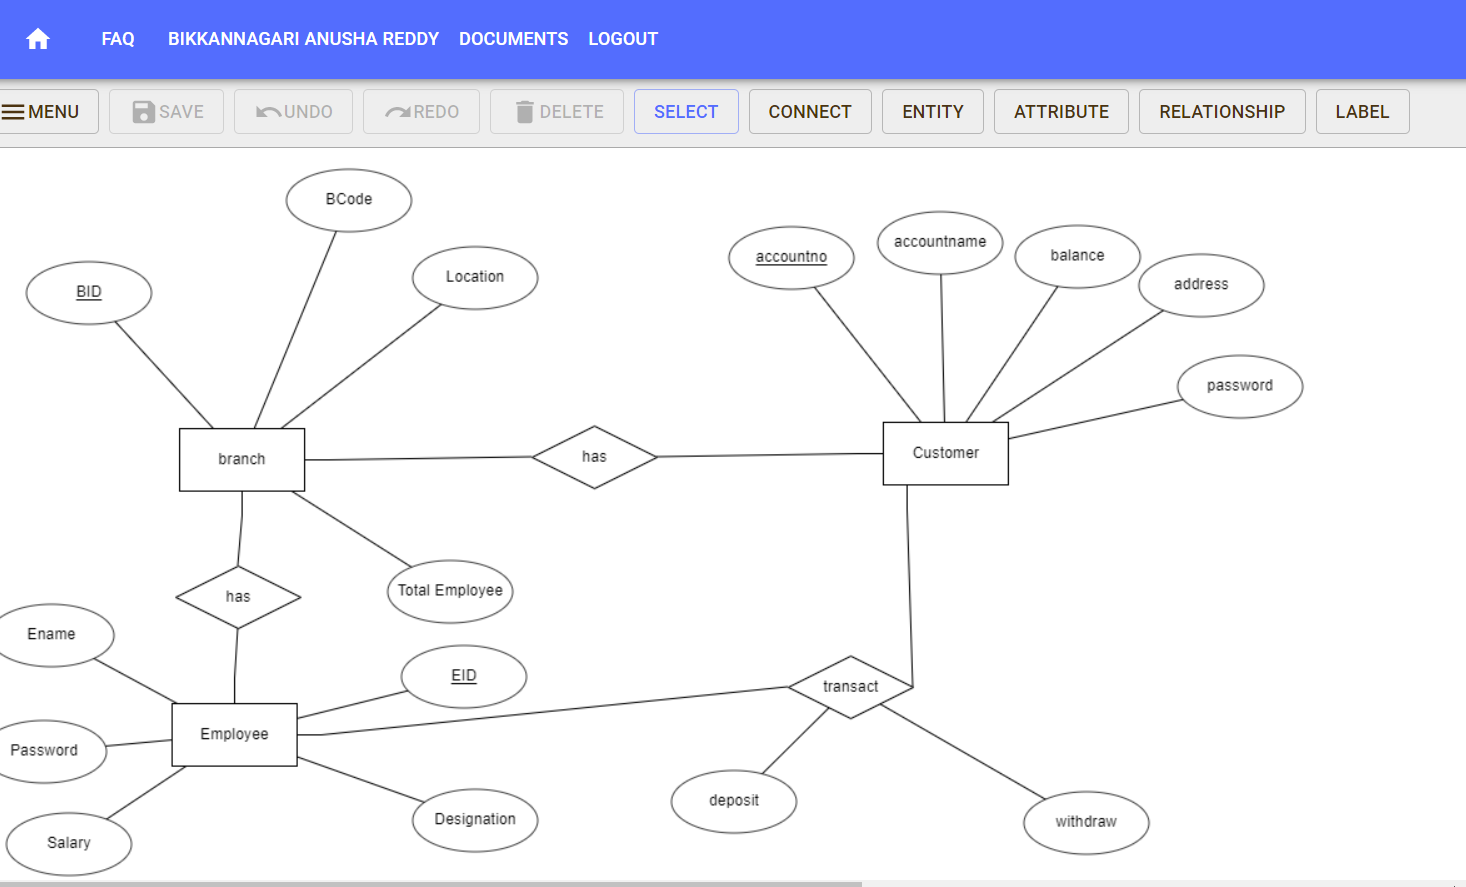 FAQ BIKKANNAGARI ANUSHA REDDY DOCUMENTS LOGOUT
MENU SAVE UNDO REDO DELETE SELECT CONNECT ENTITY ATTRIBUTE RELATIONSHIP LABEL
BCode
accountno
accountname
balance
address
BID
Location
password
branch
has
Customer
has
Total Employee
Ename
EID
transact
Employee
Password
deposit
withdraw
Designation
Salary